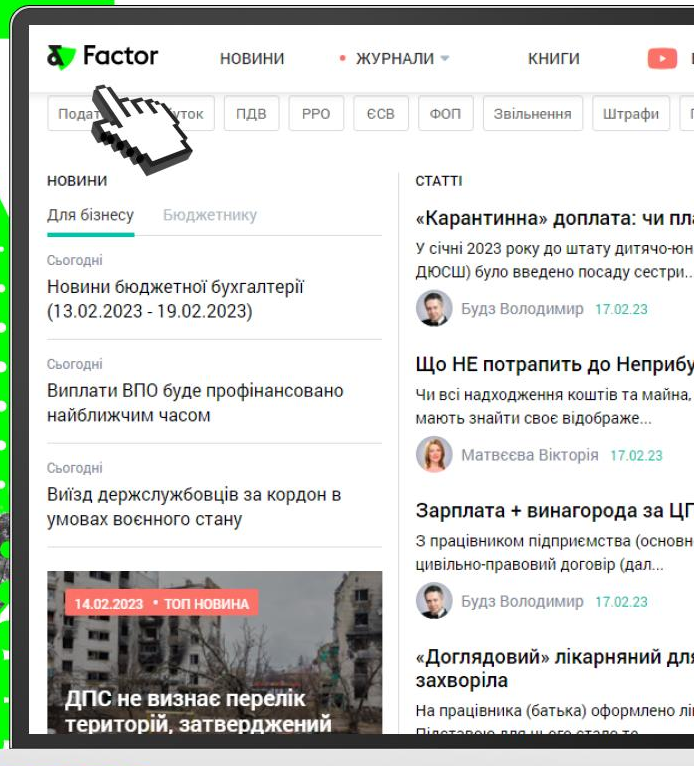 Factor
НОВИНИ
ЖУРНАЛИ
КНИГИ
ПДВ
РРО
ЄСВ
ФОП
Звільнення
Штрафи
НОВИНИ
Для бізнесу
Бюджетнику
Сьогодні
Новини бюджетної бухгалтерії
(13.02.2023 - 19.02.2023)
Сьогодні
Виплати ВПО буде профінансовано
найближчим часом
Сьогодні
Виїзд держслужбовців за кордон в
умовах воєнного стану
14.02.2023 • ТОП НОВИНА
ДПС не визнає перелік
територій, затверджений
СТАТТІ
«Карантинна» доплата: чи
У січні 2023 року до штату дитячо-юн
ДЮСШ) було введено посаду сестри...
Будз Володимир 17.02.23
Що НЕ потрапить до Неприбу
Чи всі надходження коштів та майна,
мають знайти своє відображе...
Матвєєва Вікторія 17.02.23
Зарплата + винагорода за ЦП
З працівником підприємства (основн
цивільно-правовий договір (дал...
Будз Володимир 17.02.23
«Доглядовий» лікарняний для
захворіла
На працівника (батька) оформлено лі
Підставою для цього стало те